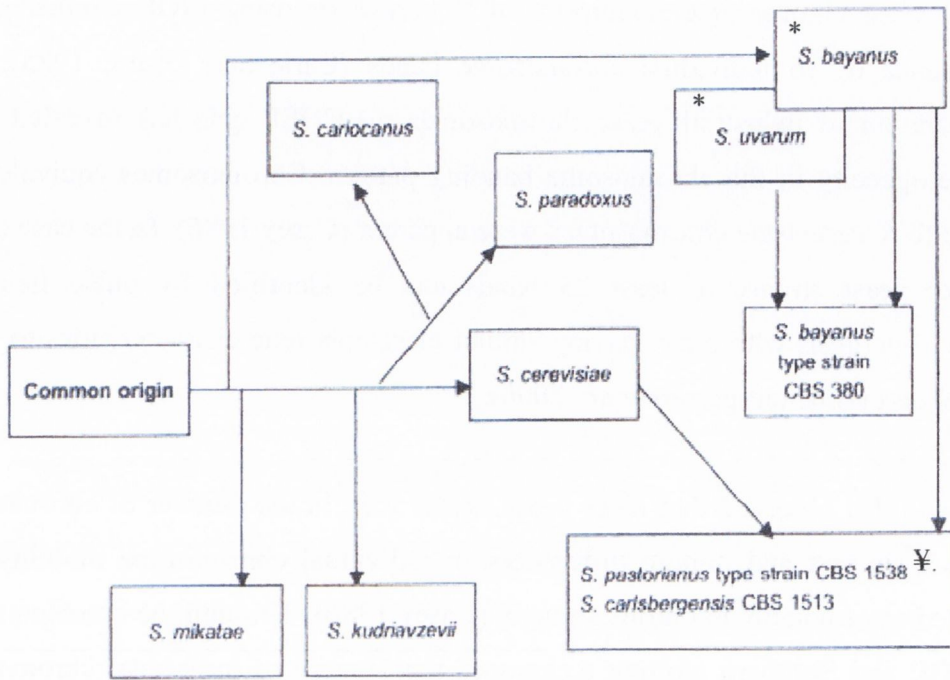 * S. bayanus
* S. uvarum
S. cariocanus
S. paradoxus
S. bayanus
type strain
CBS 380
Common origin
S. cerevisiae
S. pastorianus type strain CBS 1538 ¥.
S. carlsbergensis CBS 1513
S. mikatae
S. kudriavzevii